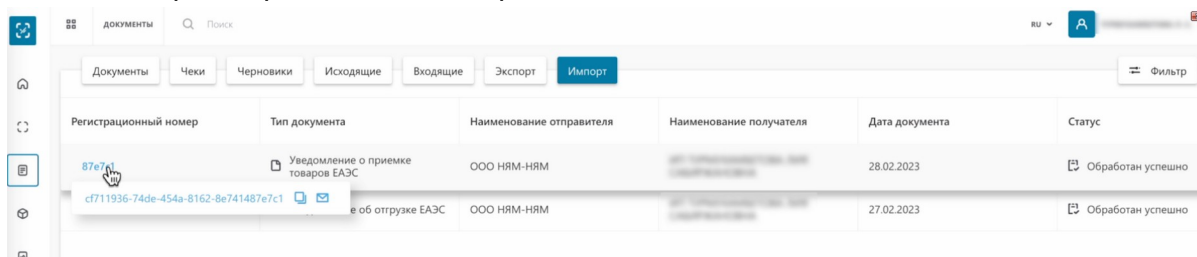 ДОКУМЕНТЫ Поиск RU A
Документы Чеки Черновики Исходящие Входящие Экспорт Импорт Фильтр
Регистрационный номер Тип документа Наименование отправителя Наименование получателя Дата документа Статус
87e7c1 Уведомление о приемке товаров ЕАЭС ООО НЯМ-НЯМ 28.02.2023 Обработан успешно
cf711936-74de-454a-8162-8e741487e7c1
е об отгрузке ЕАЭС ООО НЯМ-НЯМ 27.02.2023 Обработан успешно